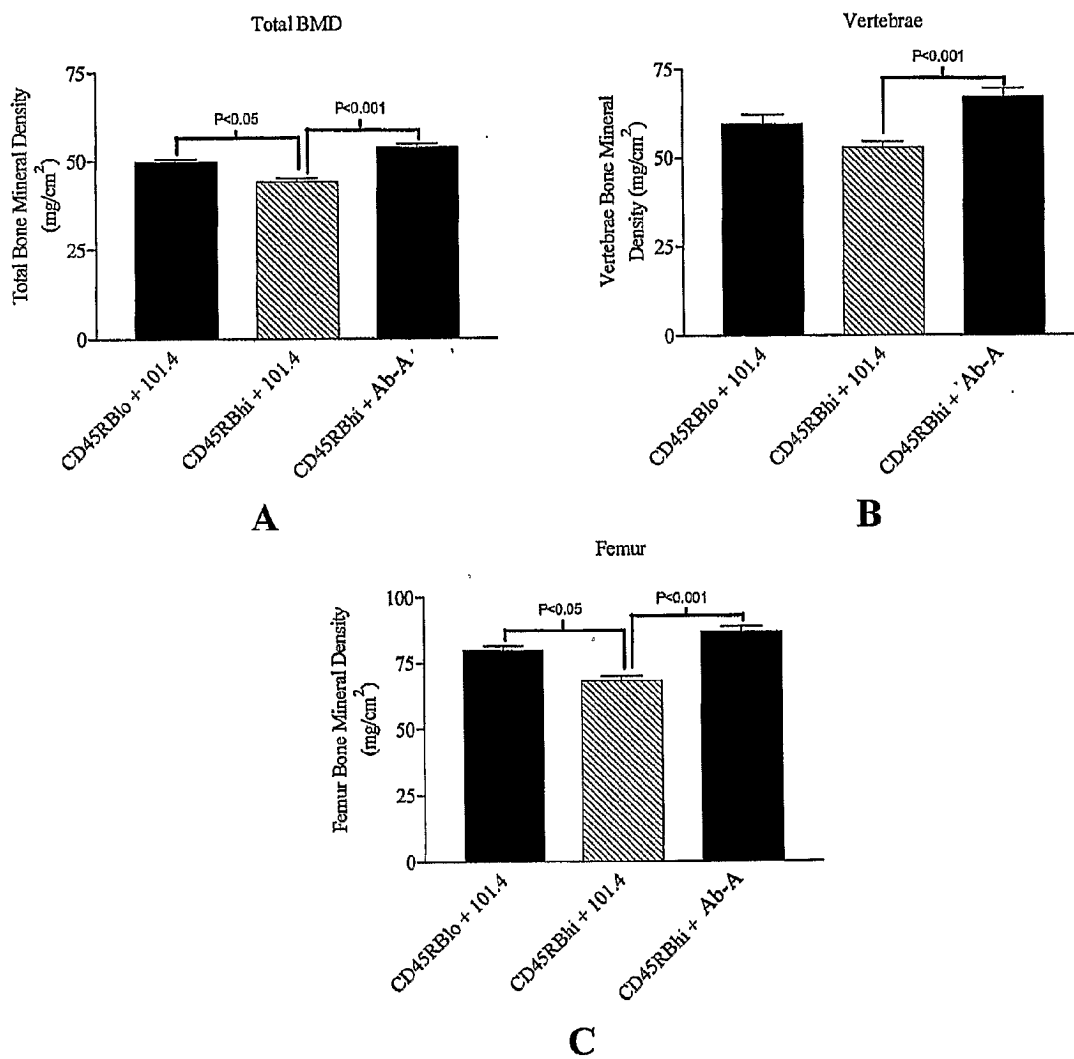 Total BMD
Total Bone Mineral Density
(mg/cm²)
75
50
25
0
P<0.05
P<0.001
CD45RBlo + 101.4
CD45RBhi + 101.4
CD45RBhi + Ab-A
A
Vertebrae
Vertebrae Bone Mineral
Density (mg/cm²)
75
50
25
0
P<0.001
CD45RBlo + 101.4
CD45RBhi + 101.4
CD45RBhi + Ab-A
B
Femur
Femur Bone Mineral Density
(mg/cm²)
100
75
50
25
0
P<0.05
P<0.001
CD45RBlo + 101.4
CD45RBhi + 101.4
CD45RBhi + Ab-A
C